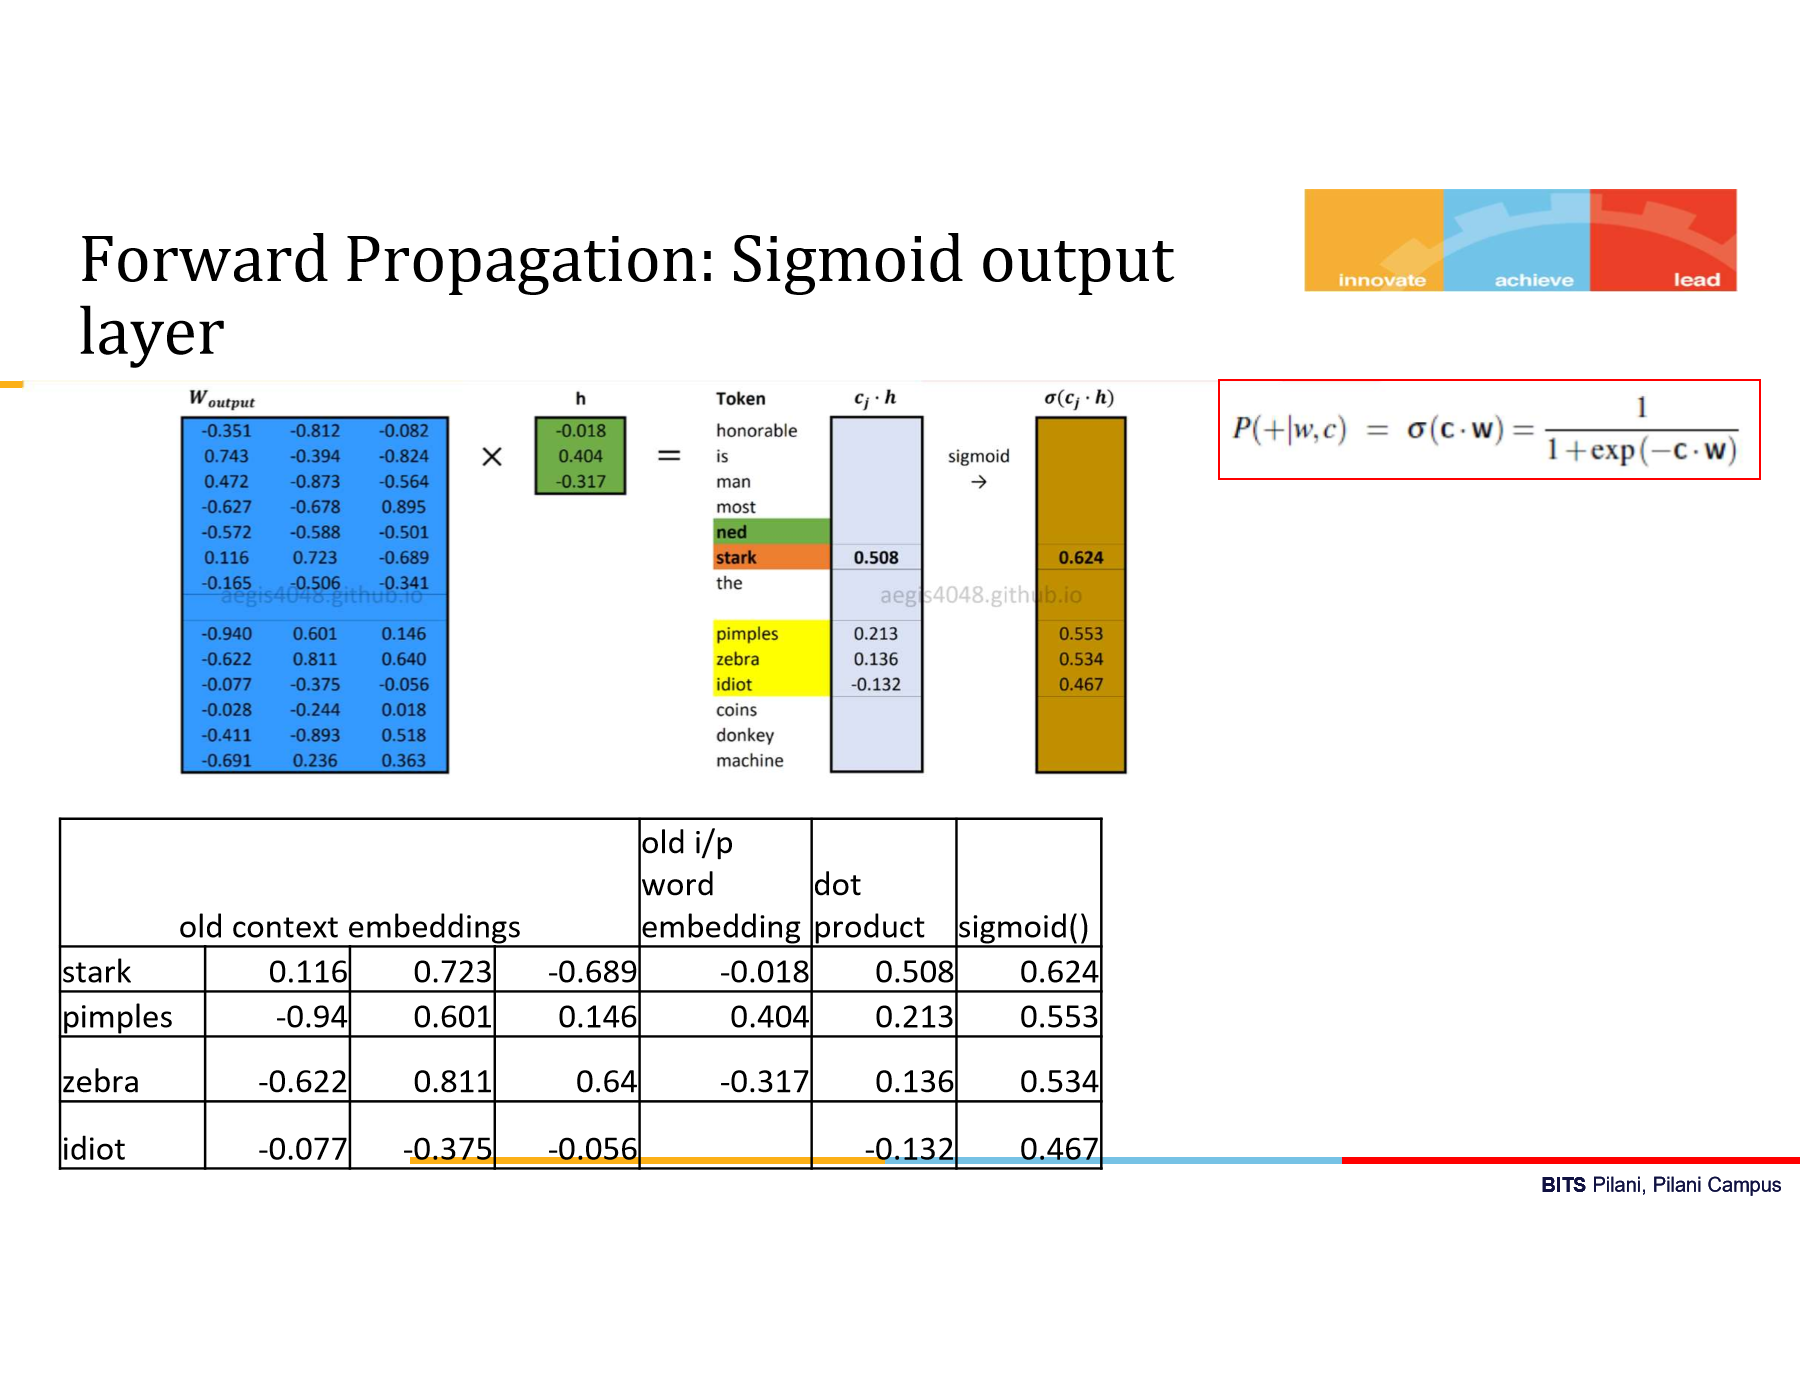 Forward Propagation: Sigmoid output
layer
innovate achieve lead
W_output h Token c_j · h σ(c_j · h)
-0.351 -0.812 -0.082 -0.018 honorable
0.743 -0.394 -0.824 × 0.404 = is sigmoid
0.472 -0.873 -0.564 -0.317 man →
-0.627 -0.678 0.895 most
-0.572 -0.588 -0.501 ned
0.116 0.723 -0.689 stark 0.508 0.624
-0.165 -0.506 -0.341 the
aegis4048.github.io aegis4048.github.io
-0.940 0.601 0.146 pimples 0.213 0.553
-0.622 0.811 0.640 zebra 0.136 0.534
-0.077 -0.375 -0.056 idiot -0.132 0.467
-0.028 -0.244 0.018 coins
-0.411 -0.893 0.518 donkey
-0.691 0.236 0.363 machine
P(+|w,c) = σ(c · w) = 1 / (1 + exp(−c · w))
old context embeddings old i/p word embedding dot product sigmoid()
stark 0.116 0.723 -0.689 -0.018 0.508 0.624
pimples -0.94 0.601 0.146 0.404 0.213 0.553
zebra -0.622 0.811 0.64 -0.317 0.136 0.534
idiot -0.077 -0.375 -0.056 -0.132 0.467
BITS Pilani, Pilani Campus